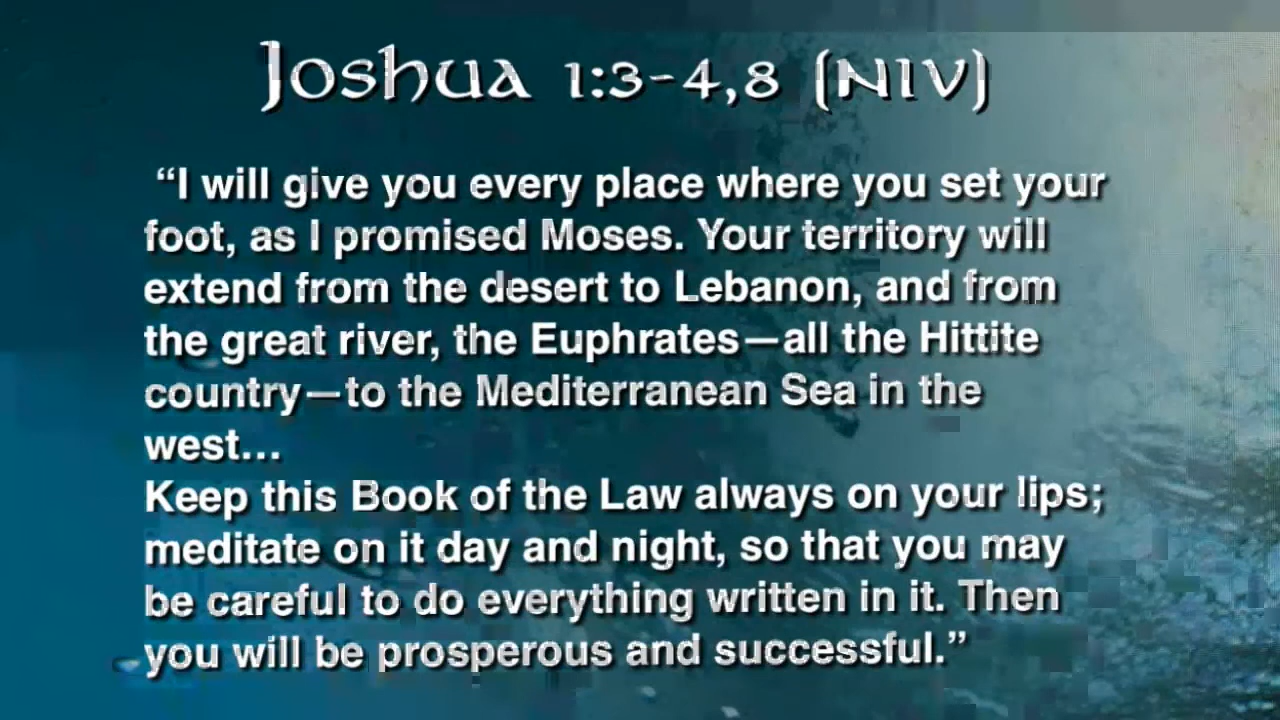 Joshua 1:3-4,8 (NIV)
“I will give you every place where you set your
foot, as I promised Moses. Your territory will
extend from the desert to Lebanon, and from
the great river, the Euphrates—all the Hittite
country—to the Mediterranean Sea in the
west...
Keep this Book of the Law always on your lips;
meditate on it day and night, so that you may
be careful to do everything written in it. Then
you will be prosperous and successful.”